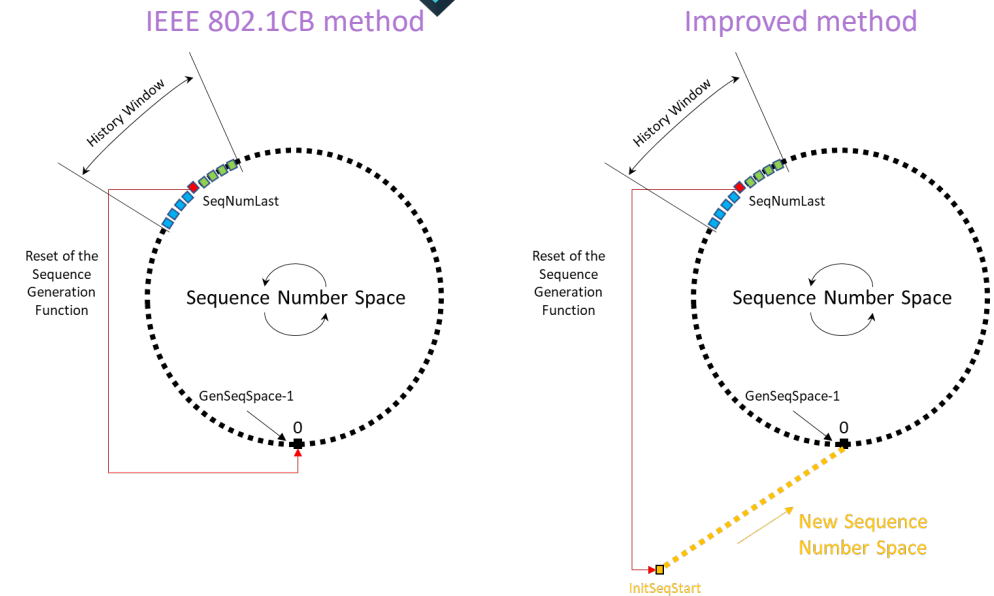 IEEE 802.1CB method
History Window
SeqNumLast
Reset of the
Sequence
Generation
Function
Sequence Number Space
GenSeqSpace-1
0
Improved method
History Window
SeqNumLast
Reset of the
Sequence
Generation
Function
Sequence Number Space
GenSeqSpace-1
0
New Sequence
Number Space
InitSeqStart